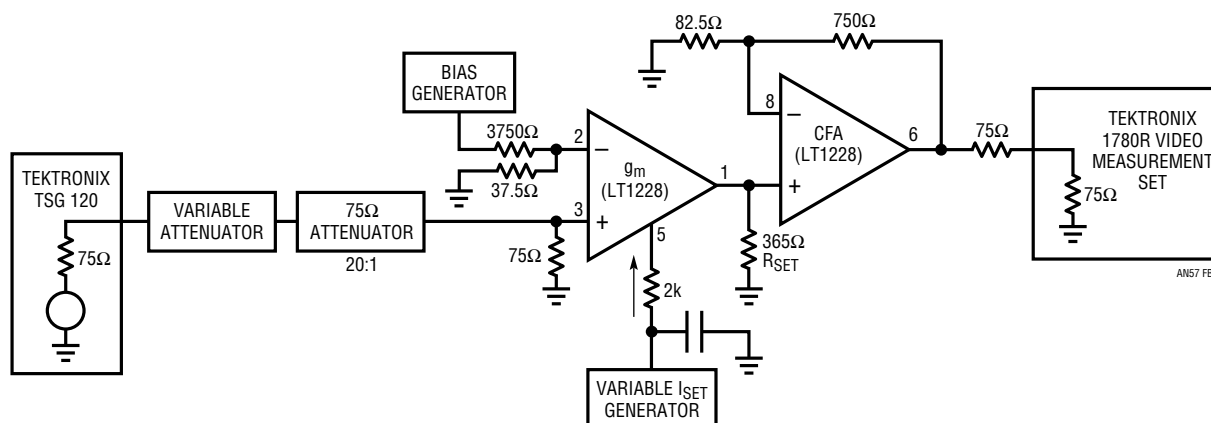 82.5Ω
750Ω
BIAS
GENERATOR
8
–
CFA
(LT1228)
+
6
75Ω
TEKTRONIX
1780R VIDEO
MEASUREMENT
SET
75Ω
3750Ω
37.5Ω
2
–
gm
(LT1228)
1
3
+
5
TEKTRONIX
TSG 120
75Ω
VARIABLE
ATTENUATOR
75Ω
ATTENUATOR
20:1
75Ω
365Ω
RSET
2k
VARIABLE ISET
GENERATOR
AN57 F